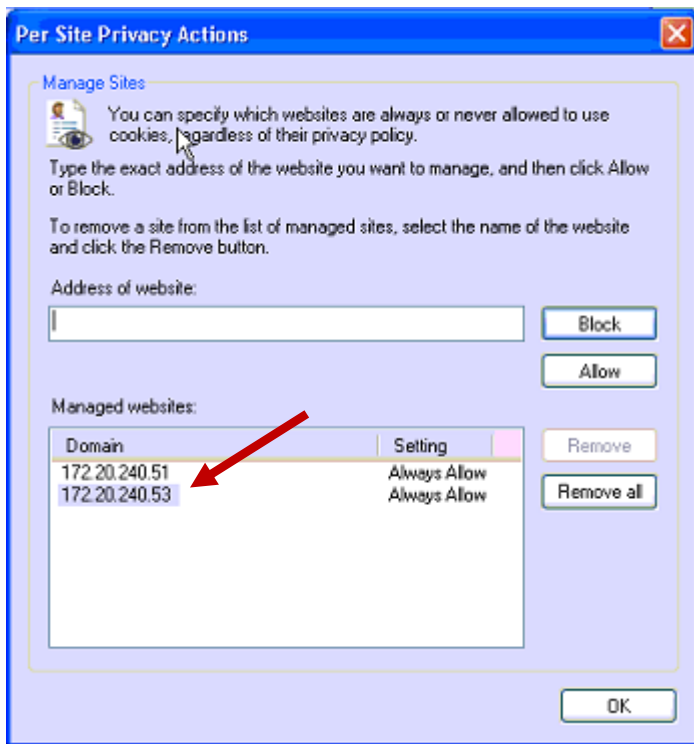 Per Site Privacy Actions
Manage Sites
You can specify which websites are always or never allowed to use
cookies, regardless of their privacy policy.
Type the exact address of the website you want to manage, and then click Allow
or Block.
To remove a site from the list of managed sites, select the name of the website
and click the Remove button.
Address of website:
Block
Allow
Managed websites:
Domain Setting Remove
172.20.240.51 Always Allow
172.20.240.53 Always Allow Remove all
OK